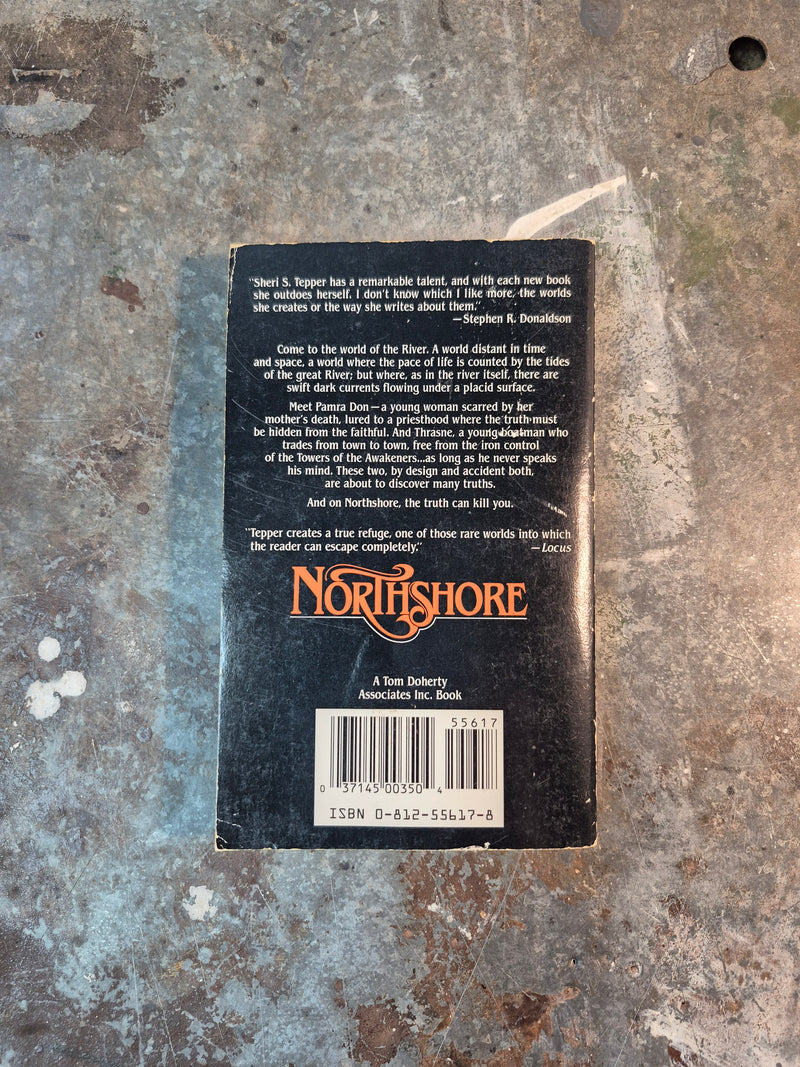 "Sheri S. Tepper has a remarkable talent, and with each new book
she outdoes herself. I don't know which I like more, the worlds
she creates or the way she writes about them."
—Stephen R. Donaldson
Come to the world of the River. A world distant in time
and space, a world where the pace of life is counted by the tides
of the great River; but where, as in the river itself, there are
swift dark currents flowing under a placid surface.
Meet Pamra Don—a young woman scarred by her
mother's death, lured to a priesthood where the truth must
be hidden from the faithful. And Thrasne, a young boatman who
trades from town to town, free from the iron control
of the Towers of the Awakeners...as long as he never speaks
his mind. These two, by design and accident both,
are about to discover many truths.
And on Northshore, the truth can kill you.
"Tepper creates a true refuge, one of those rare worlds into which
the reader can escape completely."
—Locus
NORTHSHORE
A Tom Doherty
Associates Inc. Book
55617
0 37145 00350 4
ISBN 0-812-55617-8